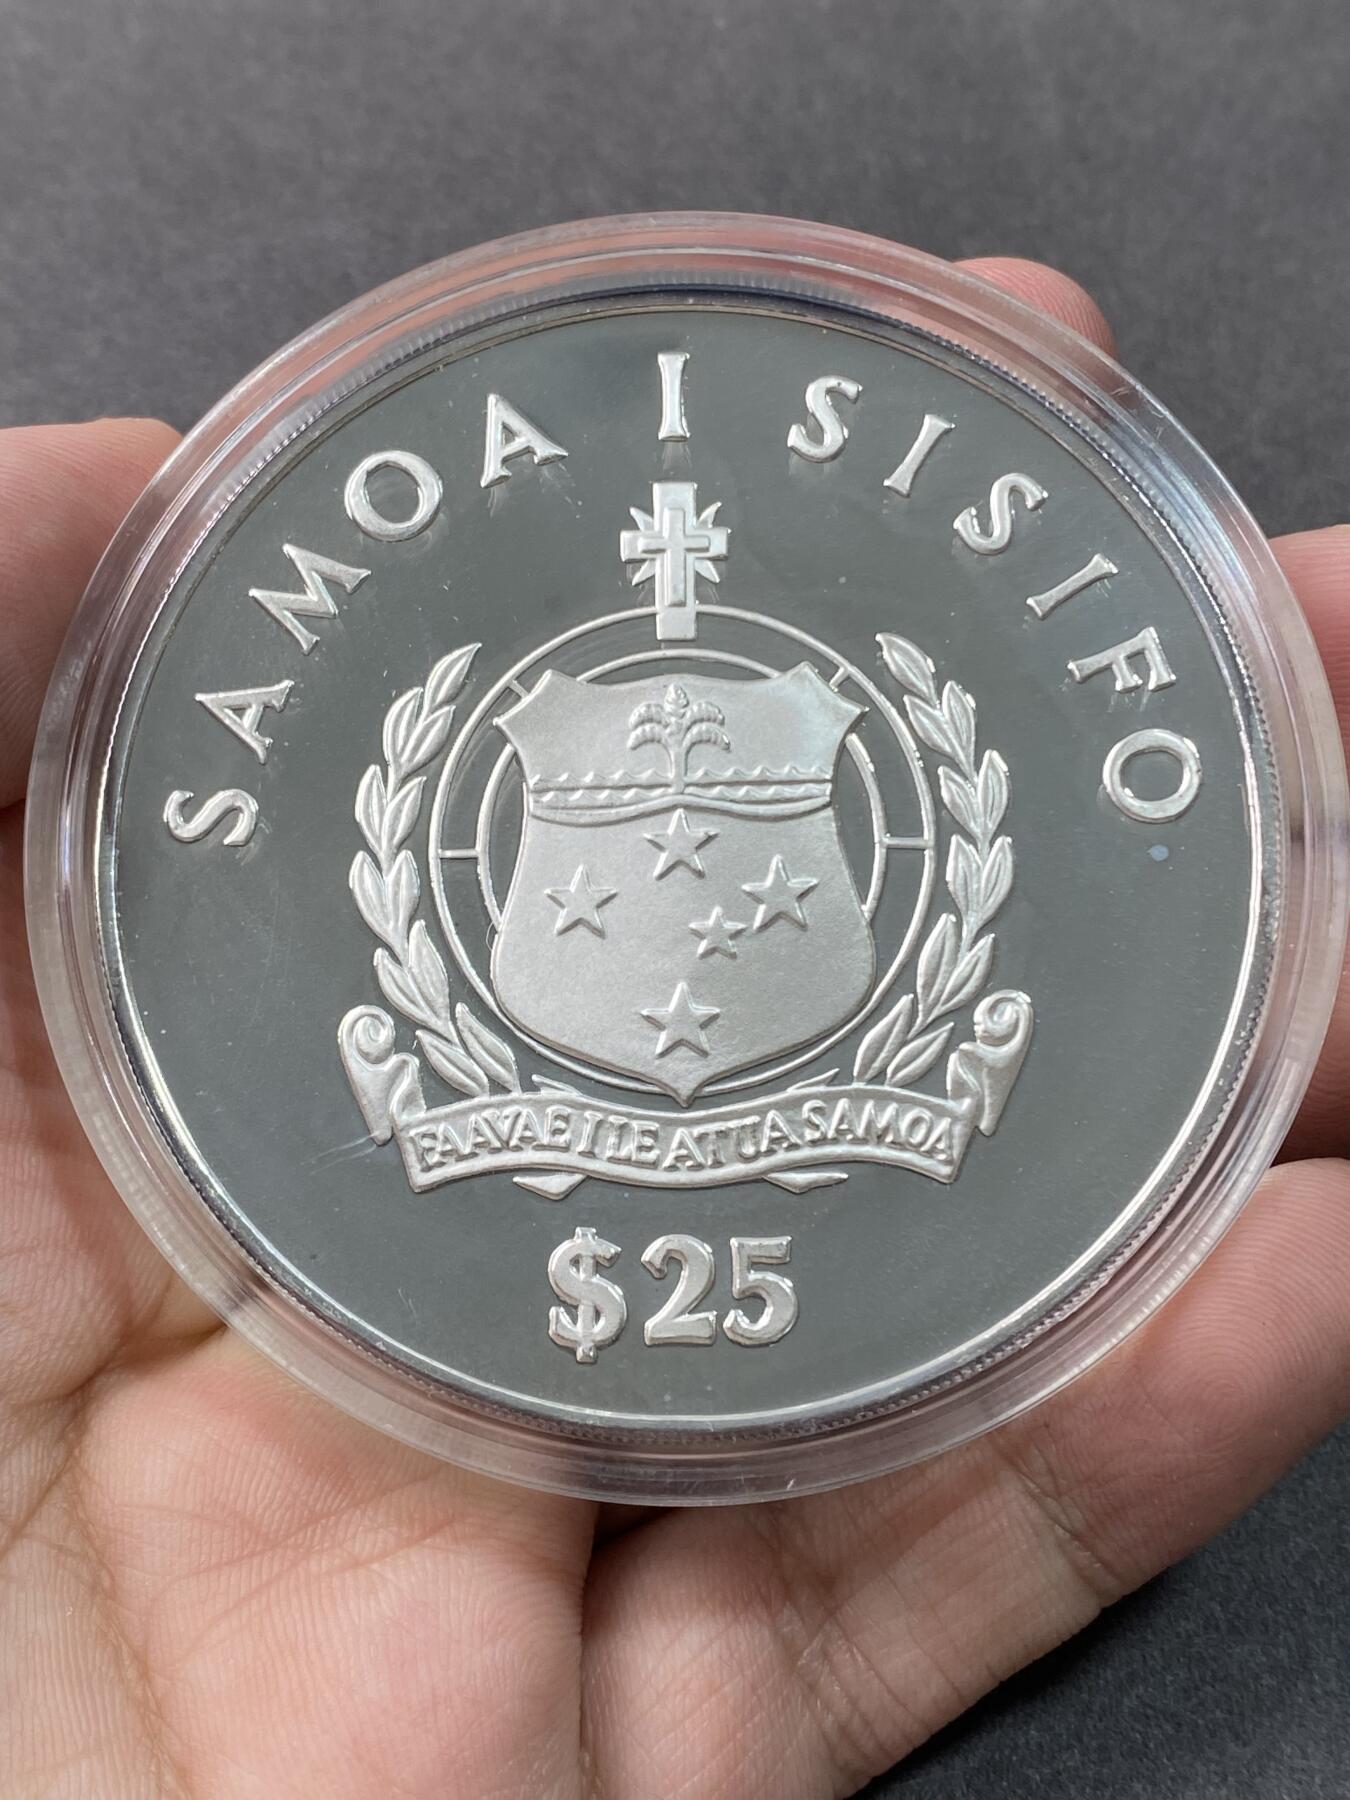 SAMOA I SISIFO
FAAVAE I LE ATUA SAMOA
$25